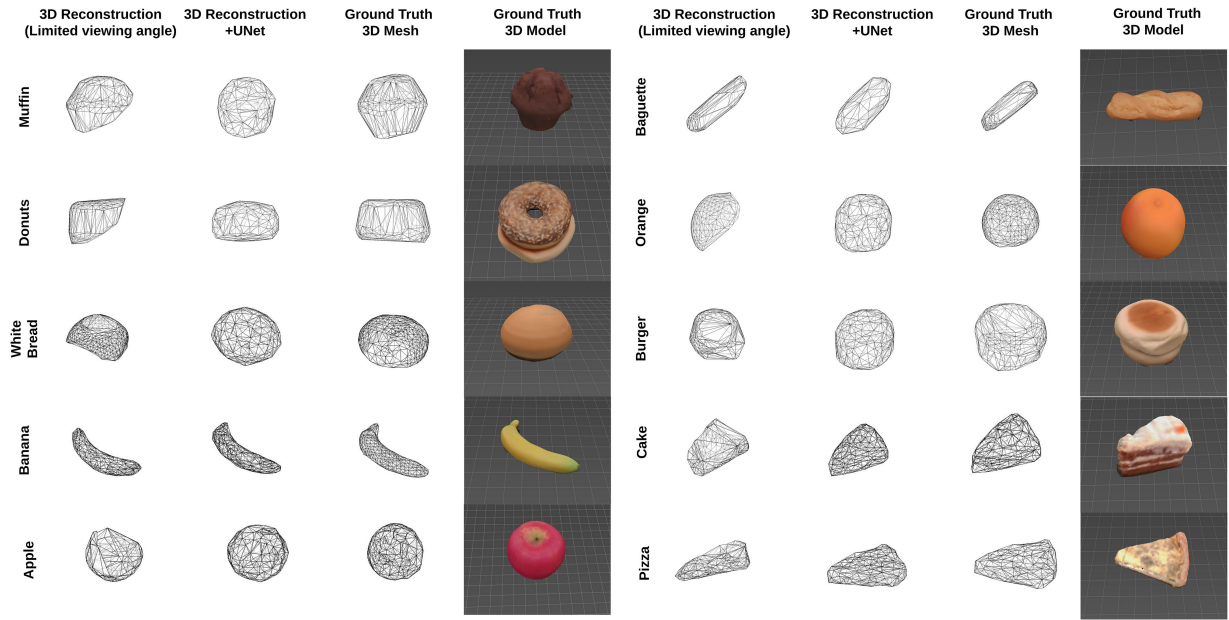 3D Reconstruction
(Limited viewing angle)
3D Reconstruction
+UNet
Ground Truth
3D Mesh
Ground Truth
3D Model
3D Reconstruction
(Limited viewing angle)
3D Reconstruction
+UNet
Ground Truth
3D Mesh
Ground Truth
3D Model
Muffin
Donuts
White
Bread
Banana
Apple
Baguette
Orange
Burger
Cake
Pizza